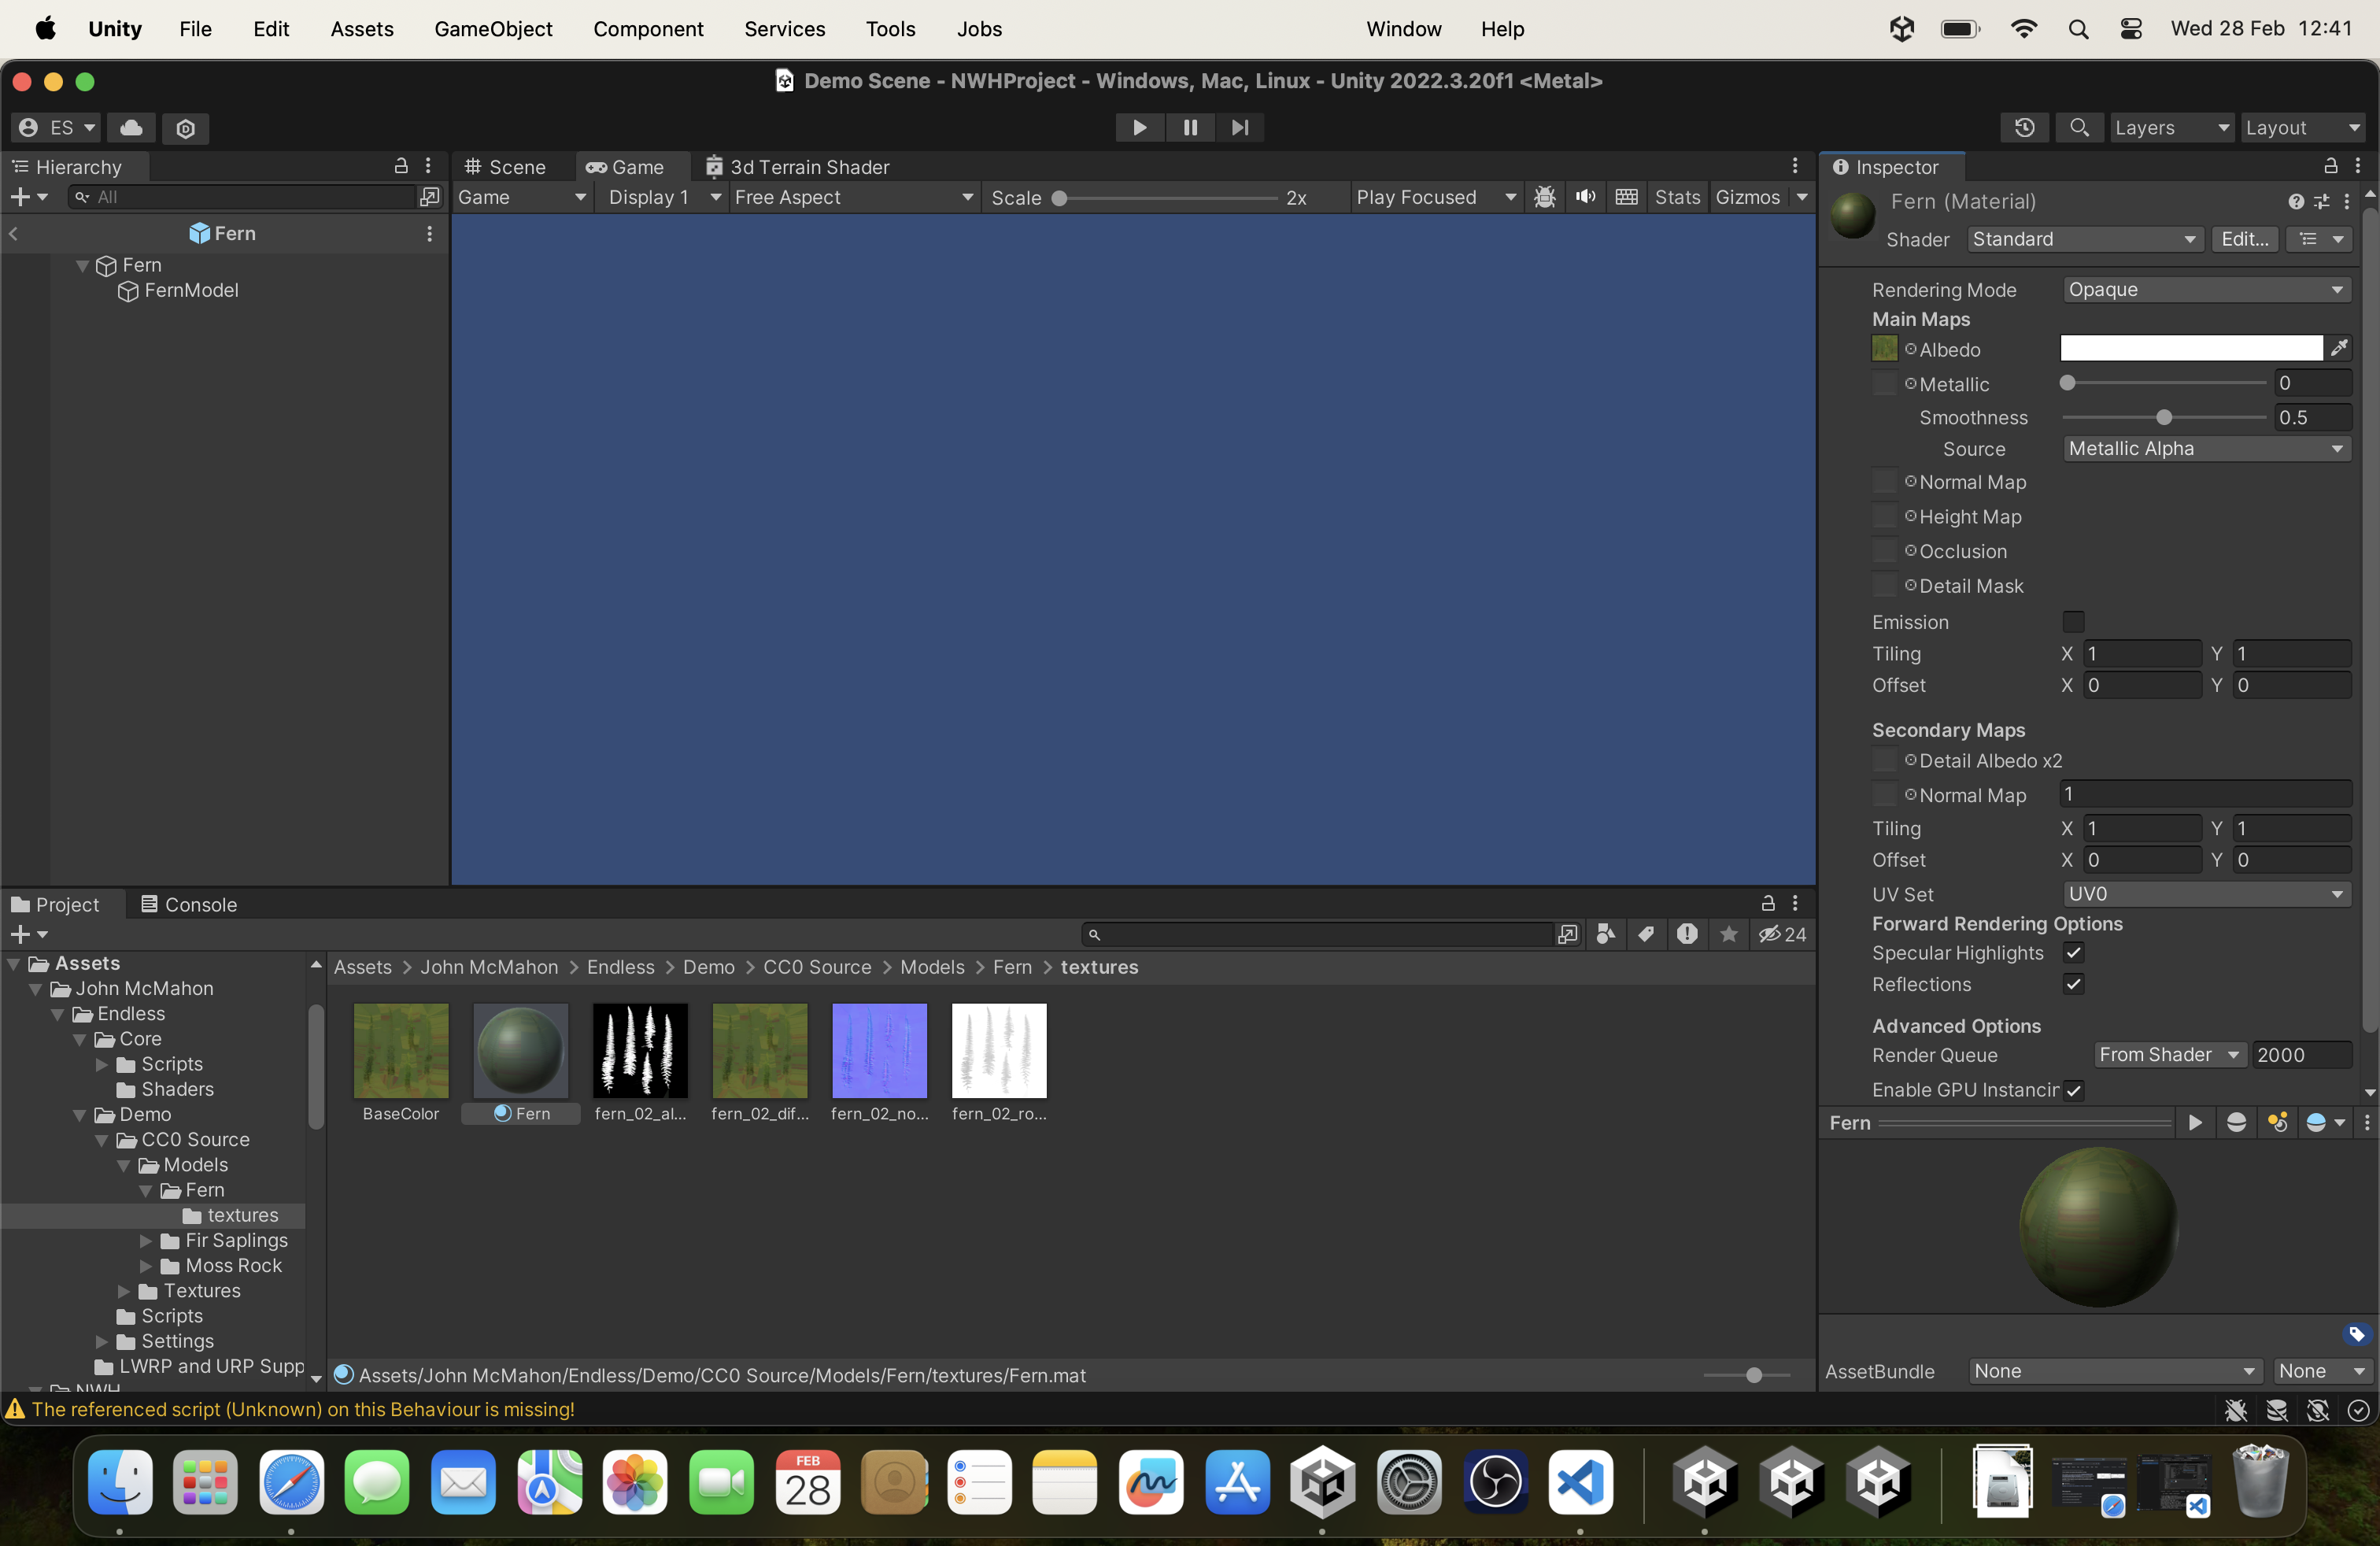 Unity File Edit Assets GameObject Component Services Tools Jobs Window Help Wed 28 Feb 12:41
Demo Scene - NWHProject - Windows, Mac, Linux - Unity 2022.3.20f1 <Metal>
ES Layers Layout
Hierarchy
All
Fern
Fern
FernModel
Scene Game 3d Terrain Shader
Game Display 1 Free Aspect Scale 2x Play Focused Stats Gizmos
Inspector
Fern (Material)
Shader Standard Edit...
Rendering Mode Opaque
Main Maps
Albedo
Metallic 0
Smoothness 0.5
Source Metallic Alpha
Normal Map
Height Map
Occlusion
Detail Mask
Emission
Tiling X 1 Y 1
Offset X 0 Y 0
Secondary Maps
Detail Albedo x2
Normal Map 1
Tiling X 1 Y 1
Offset X 0 Y 0
UV Set UV0
Forward Rendering Options
Specular Highlights
Reflections
Advanced Options
Render Queue From Shader 2000
Enable GPU Instancir
Fern
AssetBundle None None
Project Console
24
Assets
John McMahon
Endless
Core
Scripts
Shaders
Demo
CC0 Source
Models
Fern
textures
Fir Saplings
Moss Rock
Textures
Scripts
Settings
LWRP and URP Supp
NWH
Assets > John McMahon > Endless > Demo > CC0 Source > Models > Fern > textures
BaseColor Fern fern_02_al... fern_02_dif... fern_02_no... fern_02_ro...
Assets/John McMahon/Endless/Demo/CC0 Source/Models/Fern/textures/Fern.mat
The referenced script (Unknown) on this Behaviour is missing!
FEB
28